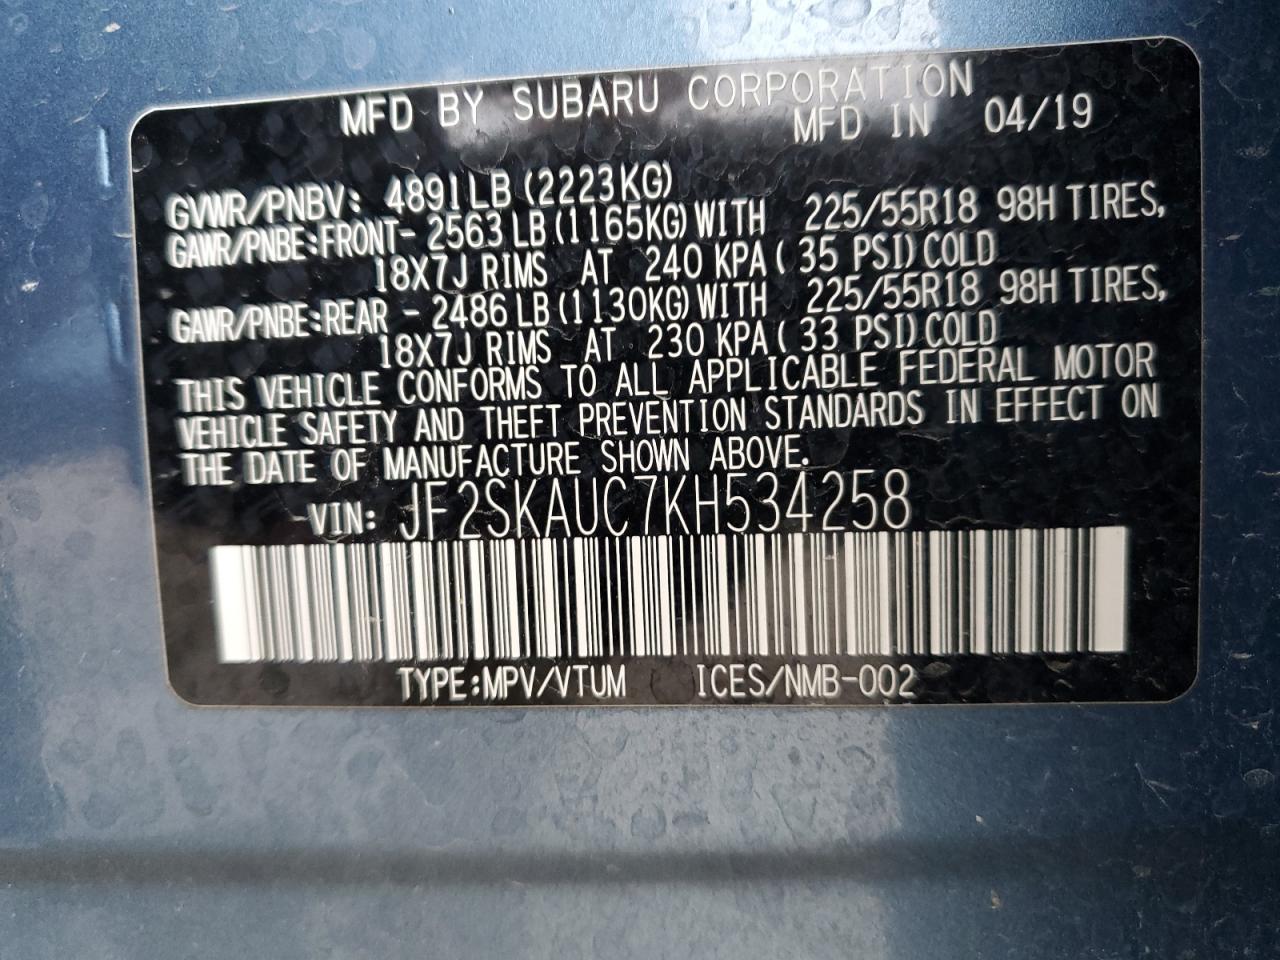 MFD BY SUBARU CORPORATION
MFD IN 04/19
GVWR/PNBV: 4891LB (2223KG)
GAWR/PNBE:FRONT- 2563 LB (1165KG) WITH 225/55R18 98H TIRES,
18X7J RIMS AT 240 KPA ( 35 PSI) COLD
GAWR/PNBE:REAR - 2486 LB (1130KG) WITH 225/55R18 98H TIRES,
18X7J RIMS AT 230 KPA ( 33 PSI) COLD
THIS VEHICLE CONFORMS TO ALL APPLICABLE FEDERAL MOTOR
VEHICLE SAFETY AND THEFT PREVENTION STANDARDS IN EFFECT ON
THE DATE OF MANUFACTURE SHOWN ABOVE.
VIN: JF2SKAUC7KH534258
TYPE:MPV/VTUM ICES/NMB-002